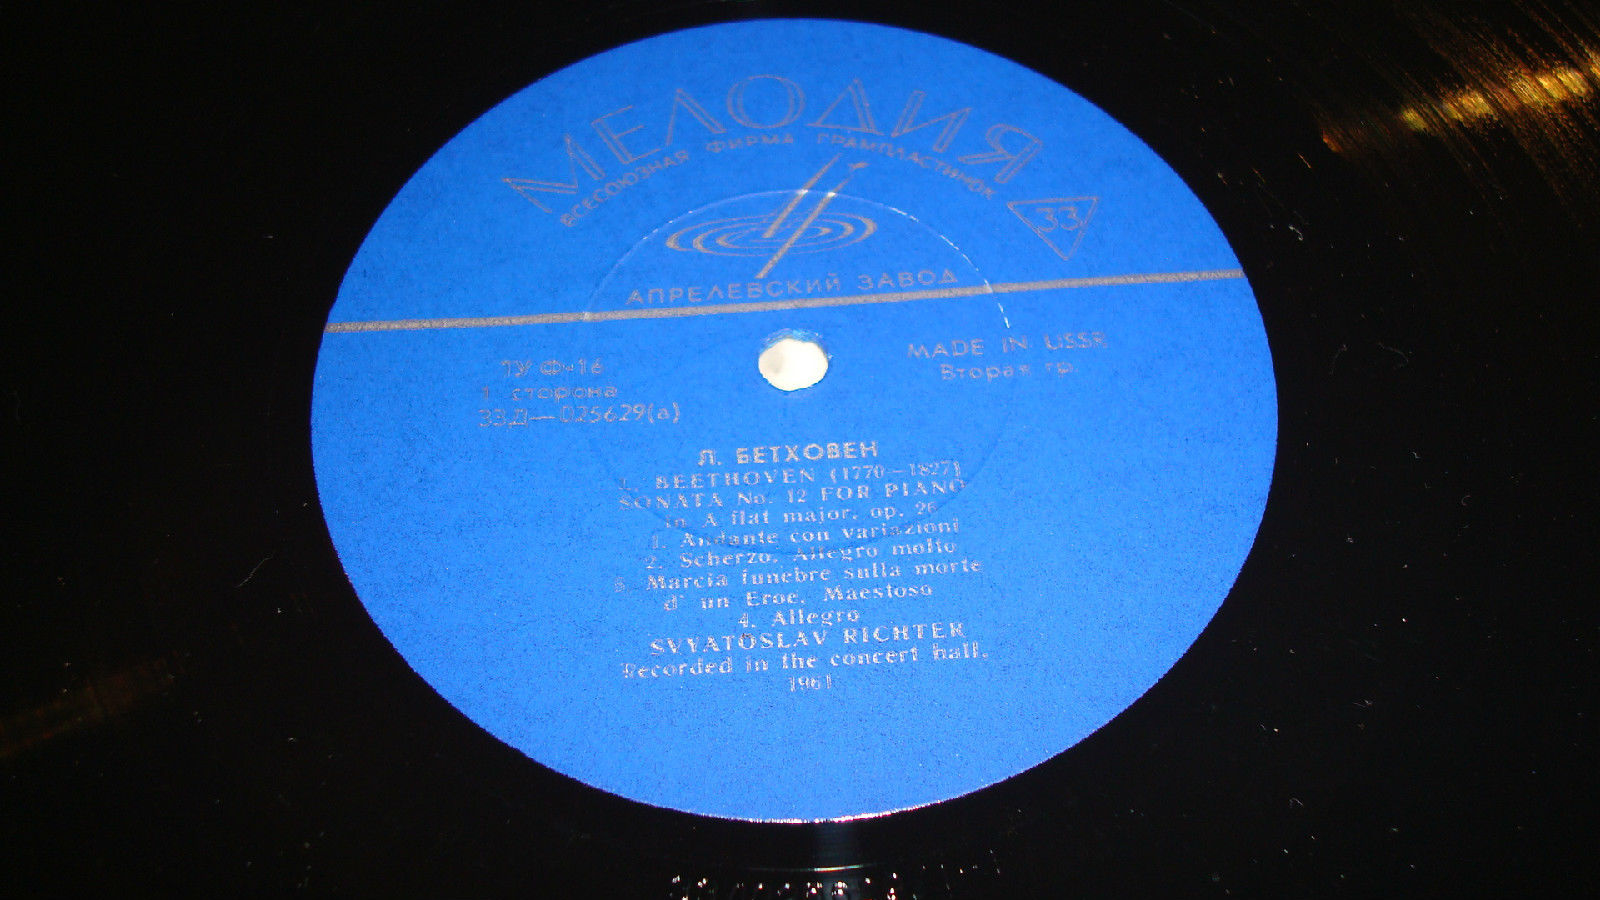 МЕЛОДИЯ
ВСЕСОЮЗНАЯ ФИРМА ГРАМПЛАСТИНОК
33
АПРЕЛЕВСКИЙ ЗАВОД
ТУ Ф-16
1 сторона
33Д—025629(а)
MADE IN USSR
Вторая гр.
Л. БЕТХОВЕН
L. BEETHOVEN (1770—1827)
SONATA No. 12 FOR PIANO
in A flat major, op. 26
1. Andante con variazioni
2. Scherzo. Allegro molto
3. Marcia funebre sulla morte
d' un Eroe. Maestoso
4. Allegro
SVYATOSLAV RICHTER
Recorded in the concert hall.
1961